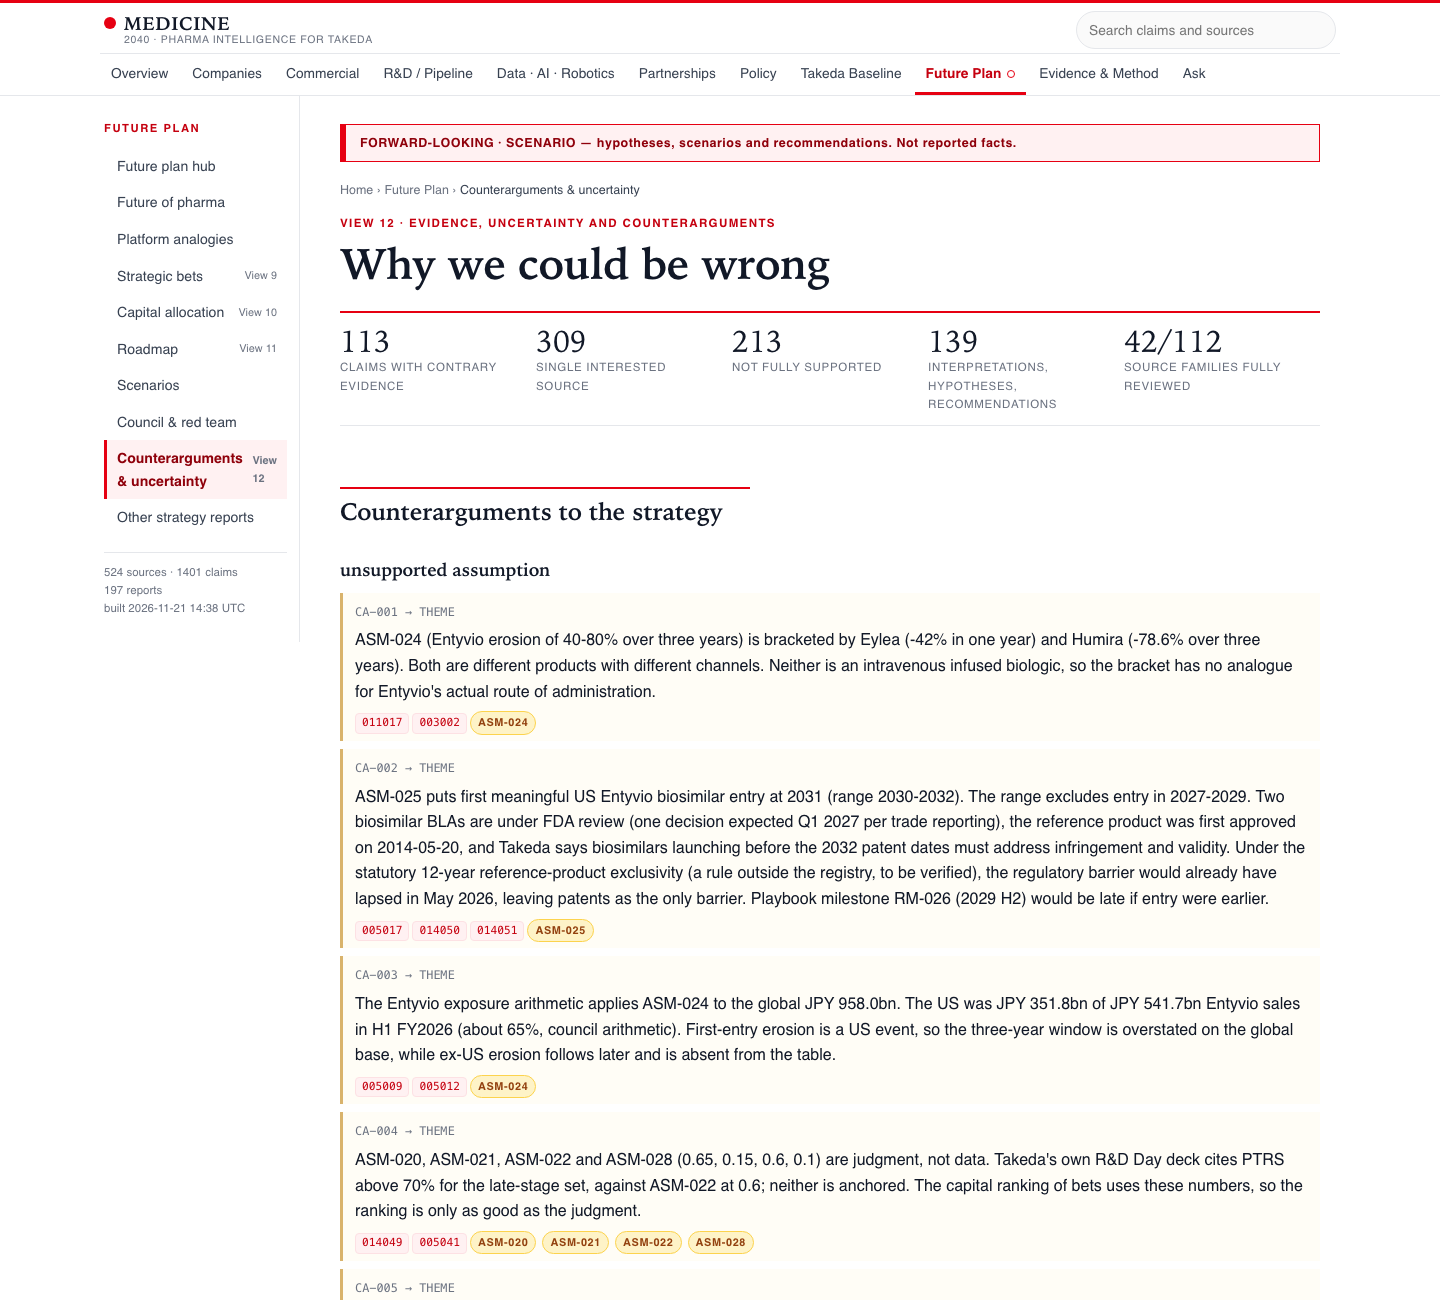 MEDICINE
2040 · PHARMA INTELLIGENCE FOR TAKEDA
Search claims and sources
Overview Companies Commercial R&D / Pipeline Data · AI · Robotics Partnerships Policy Takeda Baseline Future Plan Evidence & Method Ask
FUTURE PLAN
Future plan hub
Future of pharma
Platform analogies
Strategic bets View 9
Capital allocation View 10
Roadmap View 11
Scenarios
Council & red team
Counterarguments & uncertainty View 12
Other strategy reports
524 sources · 1401 claims
197 reports
built 2026-11-21 14:38 UTC
FORWARD-LOOKING · SCENARIO — hypotheses, scenarios and recommendations. Not reported facts.
Home › Future Plan › Counterarguments & uncertainty
VIEW 12 · EVIDENCE, UNCERTAINTY AND COUNTERARGUMENTS
Why we could be wrong
113
CLAIMS WITH CONTRARY
EVIDENCE
309
SINGLE INTERESTED
SOURCE
213
NOT FULLY SUPPORTED
139
INTERPRETATIONS,
HYPOTHESES,
RECOMMENDATIONS
42/112
SOURCE FAMILIES FULLY
REVIEWED
Counterarguments to the strategy
unsupported assumption
CA-001 → THEME
ASM-024 (Entyvio erosion of 40-80% over three years) is bracketed by Eylea (-42% in one year) and Humira (-78.6% over three
years). Both are different products with different channels. Neither is an intravenous infused biologic, so the bracket has no analogue
for Entyvio's actual route of administration.
011017 003002 ASM-024
CA-002 → THEME
ASM-025 puts first meaningful US Entyvio biosimilar entry at 2031 (range 2030-2032). The range excludes entry in 2027-2029. Two
biosimilar BLAs are under FDA review (one decision expected Q1 2027 per trade reporting), the reference product was first approved
on 2014-05-20, and Takeda says biosimilars launching before the 2032 patent dates must address infringement and validity. Under the
statutory 12-year reference-product exclusivity (a rule outside the registry, to be verified), the regulatory barrier would already have
lapsed in May 2026, leaving patents as the only barrier. Playbook milestone RM-026 (2029 H2) would be late if entry were earlier.
005017 014050 014051 ASM-025
CA-003 → THEME
The Entyvio exposure arithmetic applies ASM-024 to the global JPY 958.0bn. The US was JPY 351.8bn of JPY 541.7bn Entyvio sales
in H1 FY2026 (about 65%, council arithmetic). First-entry erosion is a US event, so the three-year window is overstated on the global
base, while ex-US erosion follows later and is absent from the table.
005009 005012 ASM-024
CA-004 → THEME
ASM-020, ASM-021, ASM-022 and ASM-028 (0.65, 0.15, 0.6, 0.1) are judgment, not data. Takeda's own R&D Day deck cites PTRS
above 70% for the late-stage set, against ASM-022 at 0.6; neither is anchored. The capital ranking of bets uses these numbers, so the
ranking is only as good as the judgment.
014049 005041 ASM-020 ASM-021 ASM-022 ASM-028
CA-005 → THEME